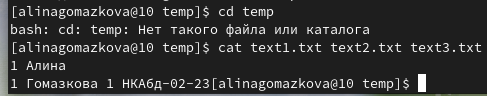 [alinagomazkova@10 temp]$ cd temp
bash: cd: temp: Нет такого файла или каталога
[alinagomazkova@10 temp]$ cat text1.txt text2.txt text3.txt
1 Алина
1 Гомазкова 1 НКАбд-02-23[alinagomazkova@10 temp]$